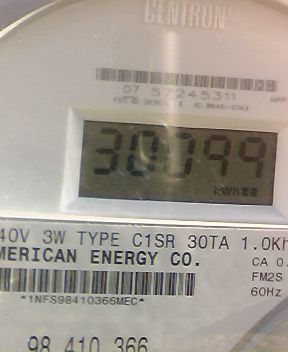 CENTRON
07 57245311
30099
kWh
40V 3W TYPE C1SR 30TA 1.0Kh
MERICAN ENERGY CO.
CA 0.
FM2S
*1NFS98410366MEC*
60Hz
98 410 366